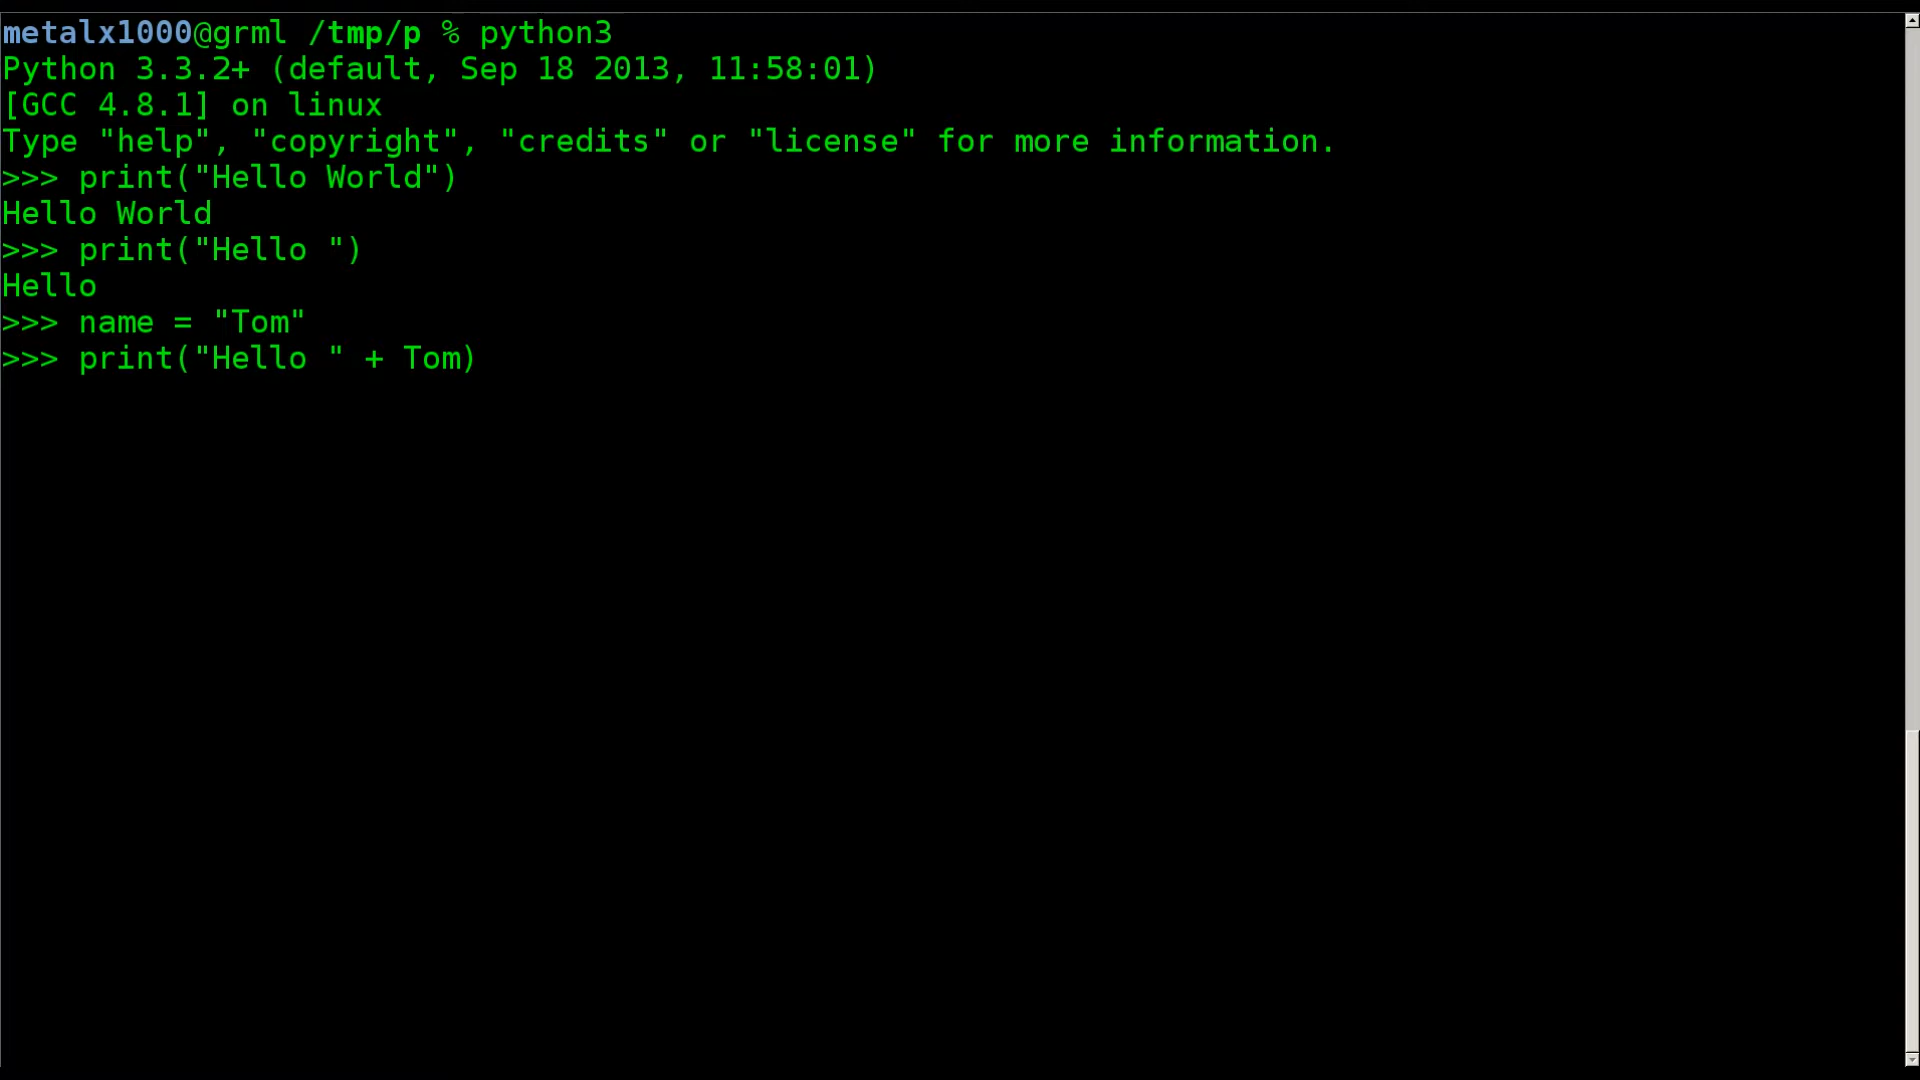 metalx1000@grml /tmp/p % python3
Python 3.3.2+ (default, Sep 18 2013, 11:58:01)
[GCC 4.8.1] on linux
Type "help", "copyright", "credits" or "license" for more information.
>>> print("Hello World")
Hello World
>>> print("Hello ")
Hello
>>> name = "Tom"
>>> print("Hello " + Tom)